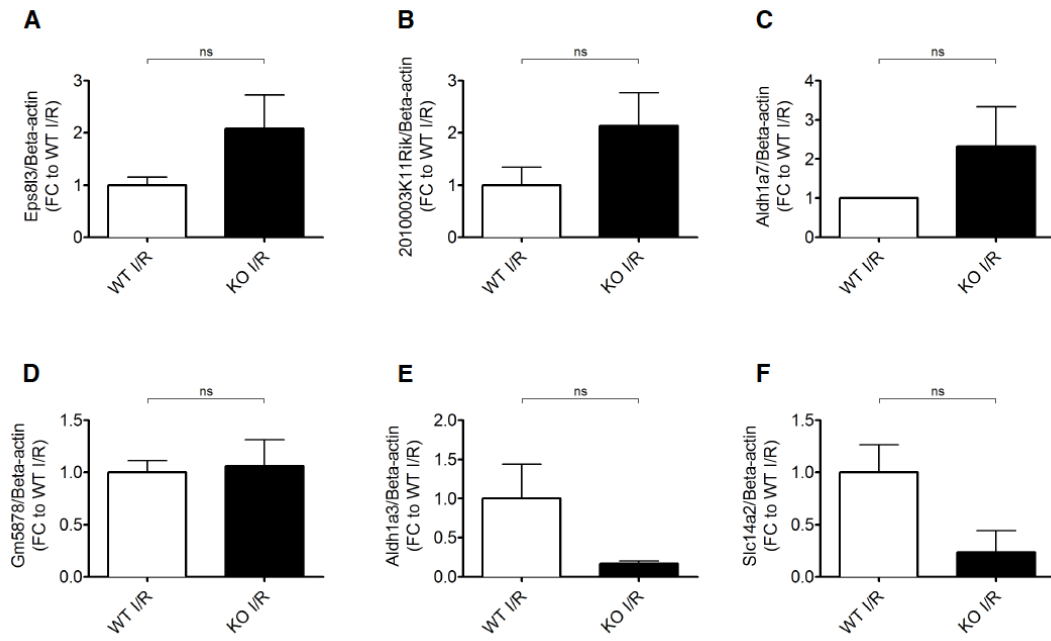 A
ns
Eps8l3/Beta-actin
(FC to WT I/R)
3
2
1
0
WT I/R
KO I/R
B
ns
2010003K11Rik/Beta-actin
(FC to WT I/R)
3
2
1
0
WT I/R
KO I/R
C
ns
Aldh1a7/Beta-actin
(FC to WT I/R)
4
3
2
1
0
WT I/R
KO I/R
D
ns
Gm5878/Beta-actin
(FC to WT I/R)
1.5
1.0
0.5
0.0
WT I/R
KO I/R
E
ns
Aldh1a3/Beta-actin
(FC to WT I/R)
2.0
1.5
1.0
0.5
0.0
WT I/R
KO I/R
F
ns
Slc14a2/Beta-actin
(FC to WT I/R)
1.5
1.0
0.5
0.0
WT I/R
KO I/R